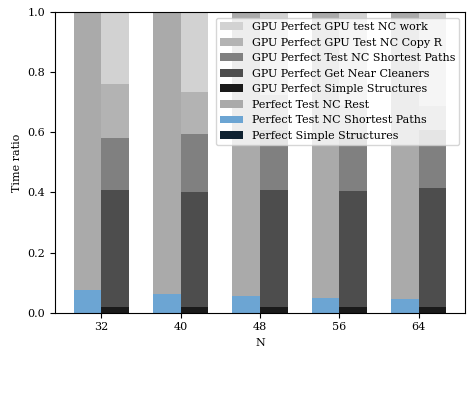 1.0
0.8
0.6
0.4
0.2
0.0
Time ratio
GPU Perfect GPU test NC work
GPU Perfect GPU Test NC Copy R
GPU Perfect Test NC Shortest Paths
GPU Perfect Get Near Cleaners
GPU Perfect Simple Structures
Perfect Test NC Rest
Perfect Test NC Shortest Paths
Perfect Simple Structures
32 40 48 56 64
N